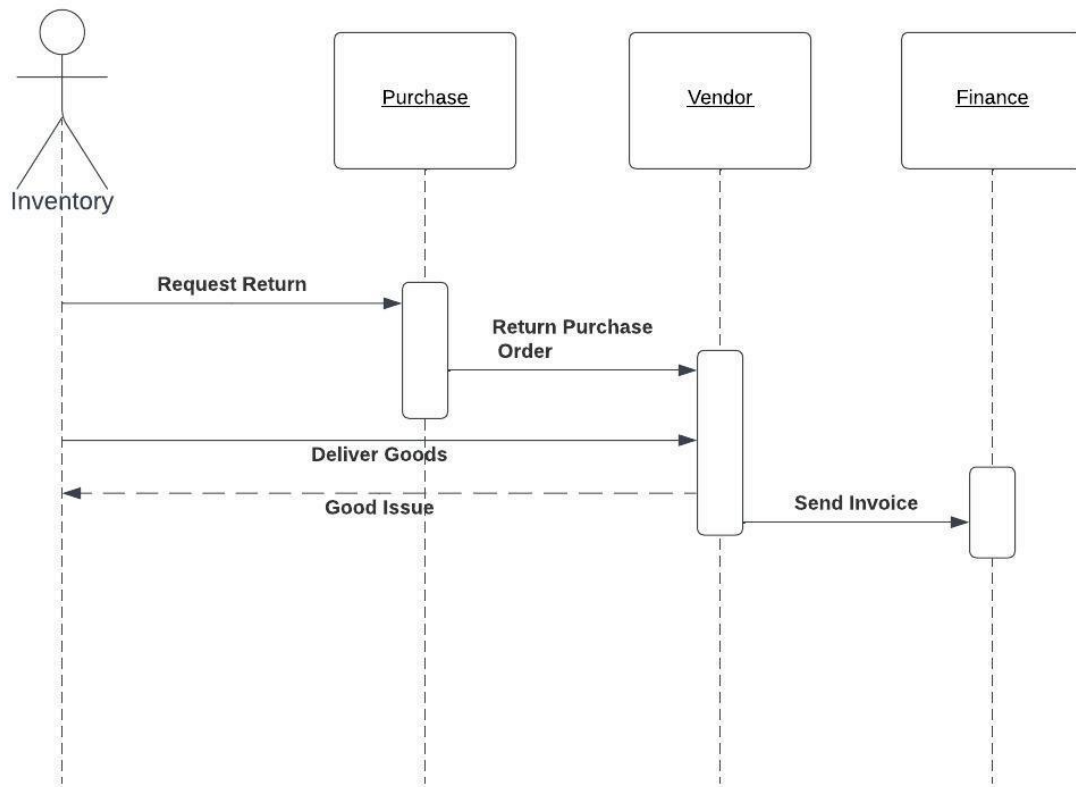 Purchase
Vendor
Finance
Inventory
Request Return
Return Purchase
Order
Deliver Goods
Good Issue
Send Invoice